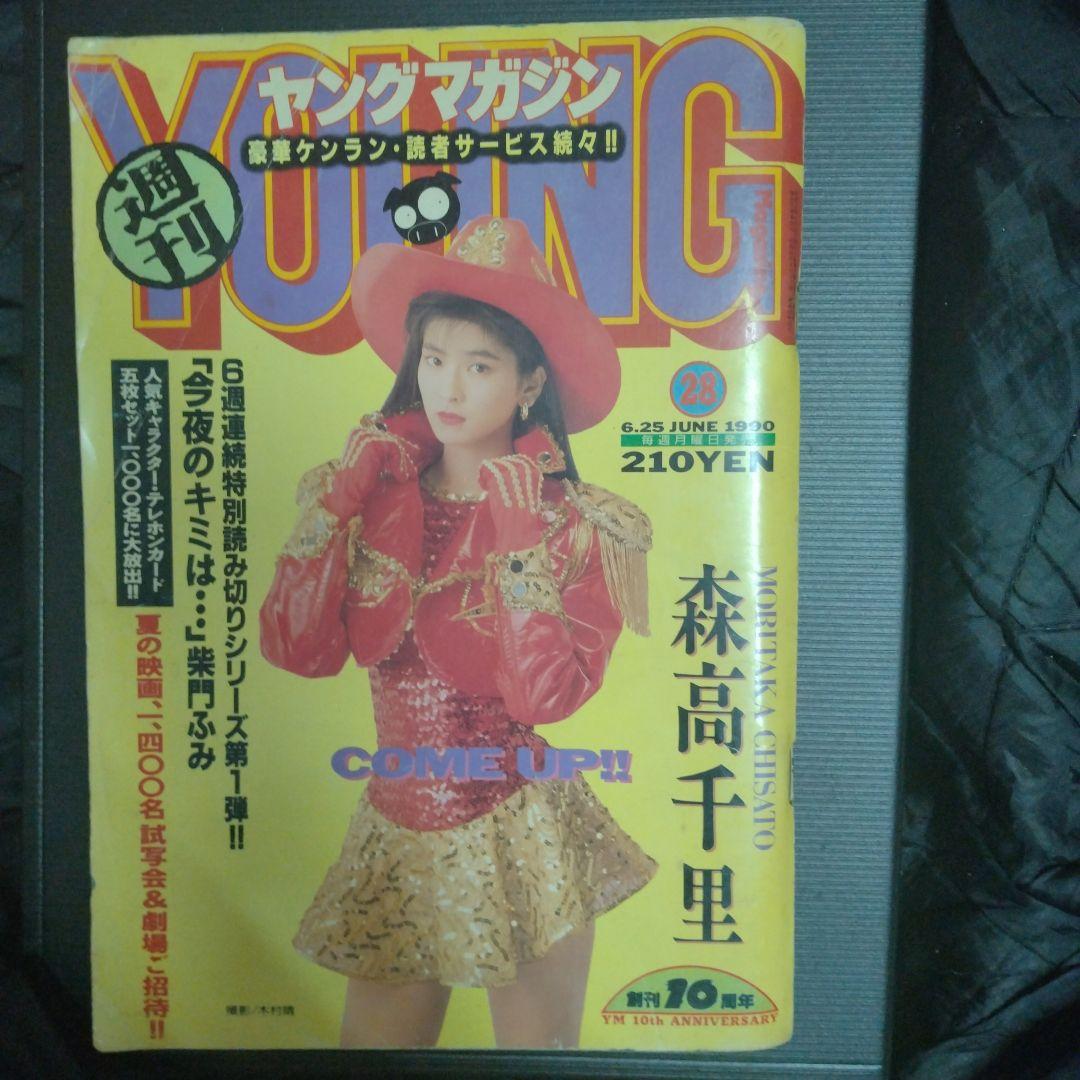 YOUNG
ヤングマガジン
豪華ケンラン・読者サービス続々!!
週刊
Magazine
28
6.25 JUNE 1990
毎週月曜日発売
210YEN
6週連続特別読み切りシリーズ第1弾!!
「今夜のキミは…」柴門ふみ
人気キャラクター・テレホンカード
五枚セット一、〇〇〇名に大放出!!
夏の映画、一、四〇〇名試写会&劇場ご招待!!
MORITAKA CHISATO
森高千里
COME UP!!
撮影/木村晴
創刊10周年
YM 10th ANNIVERSARY